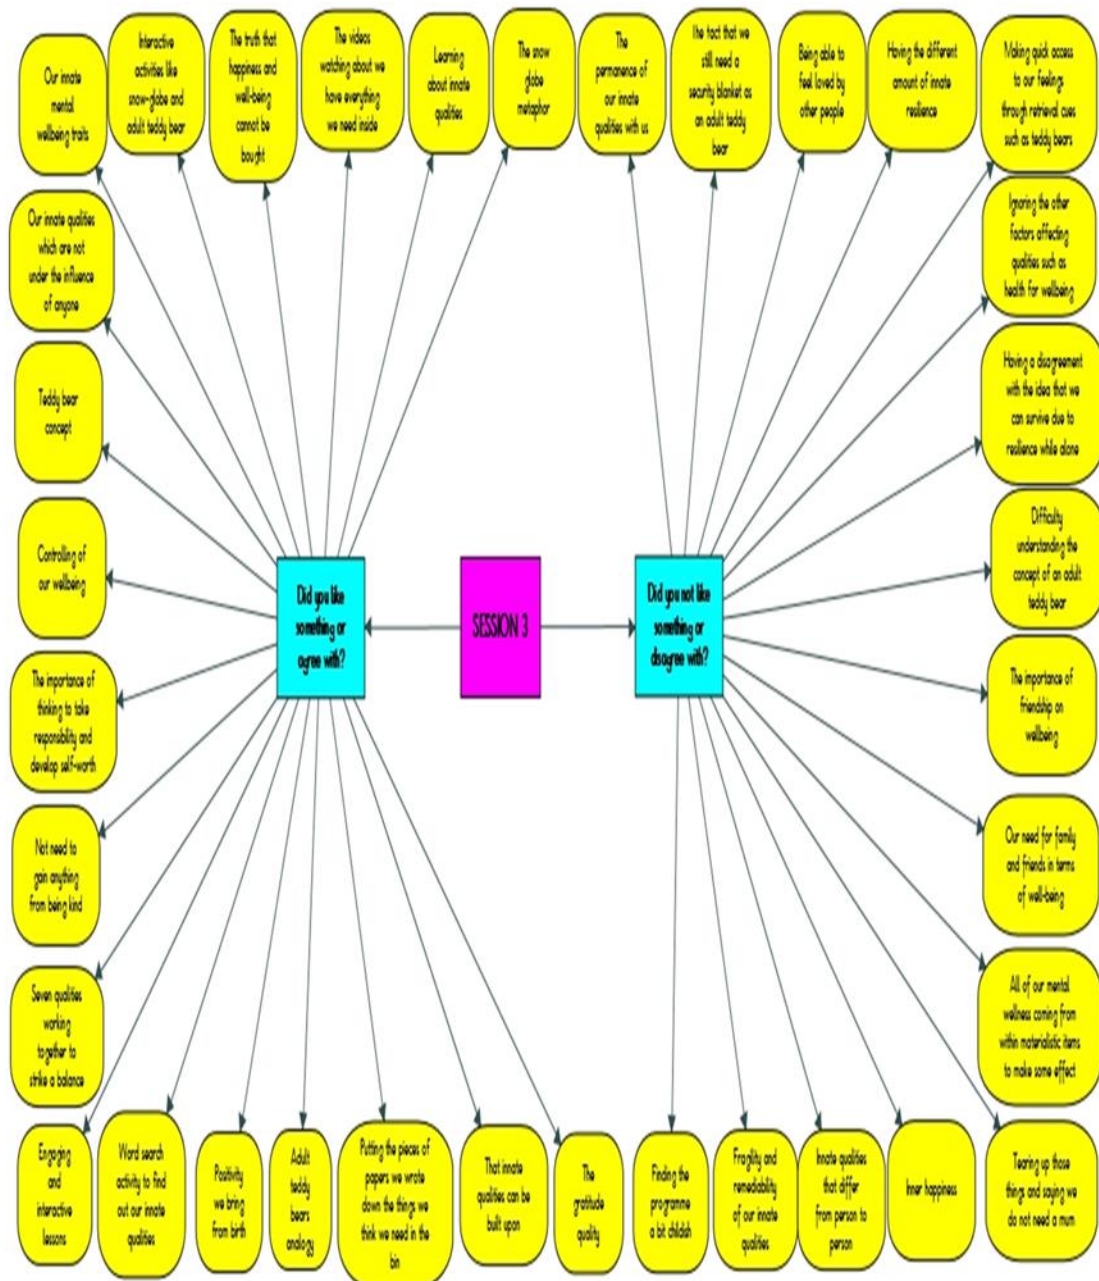 Our innate
mental
wellbeing traits
Interactive
activities like
snow-globe and
adult teddy bear
The truth that
happiness and
well-being
cannot be
bought
The videos
watching about we
have everything
we need inside
Learning
about innate
qualities
The snow
globe
metaphor
The
permanence of
our innate
qualities with us
The fact that we
still need a
security blanket as
an adult teddy
bear
Being able to
feel loved by
other people
Having the different
amount of innate
resilience
Making quick access
to our feelings
through retrieval cues
such as teddy bears
Our innate qualities
which are not
under the influence
of anyone
Ignoring the other
factors affecting
qualities such as
health for wellbeing
Teddy bear
concept
Having a disagreement
with the idea that we
can survive due to
resilience while alone
Controlling of
our wellbeing
Difficulty
understanding the
concept of an adult
teddy bear
Did you like
something or
agree with?
SESSION 3
Did you not like
something or
disagree with?
The importance of
thinking to take
responsibility and
develop self-worth
The importance of
friendship on
wellbeing
Not need to
gain anything
from being kind
Our need for family
and friends in terms
of well-being
Seven qualities
working
together to
strike a balance
All of our mental
wellness coming from
within materialistic items
to make some effect
Engaging
and
interactive
lessons
Word search
activity to find
out our innate
qualities
Positivity
we bring
from birth
Adult
teddy
bears
analogy
Putting the pieces of
papers we wrote
down the things we
think we need in the
bin
That innate
qualities can be
built upon
The
gratitude
quality
Finding the
programme
a bit childish
Fragility and
remediability
of our innate
qualities
Innate qualities
that differ
from person to
person
Inner happiness
Tearing up those
things and saying we
do not need a mum